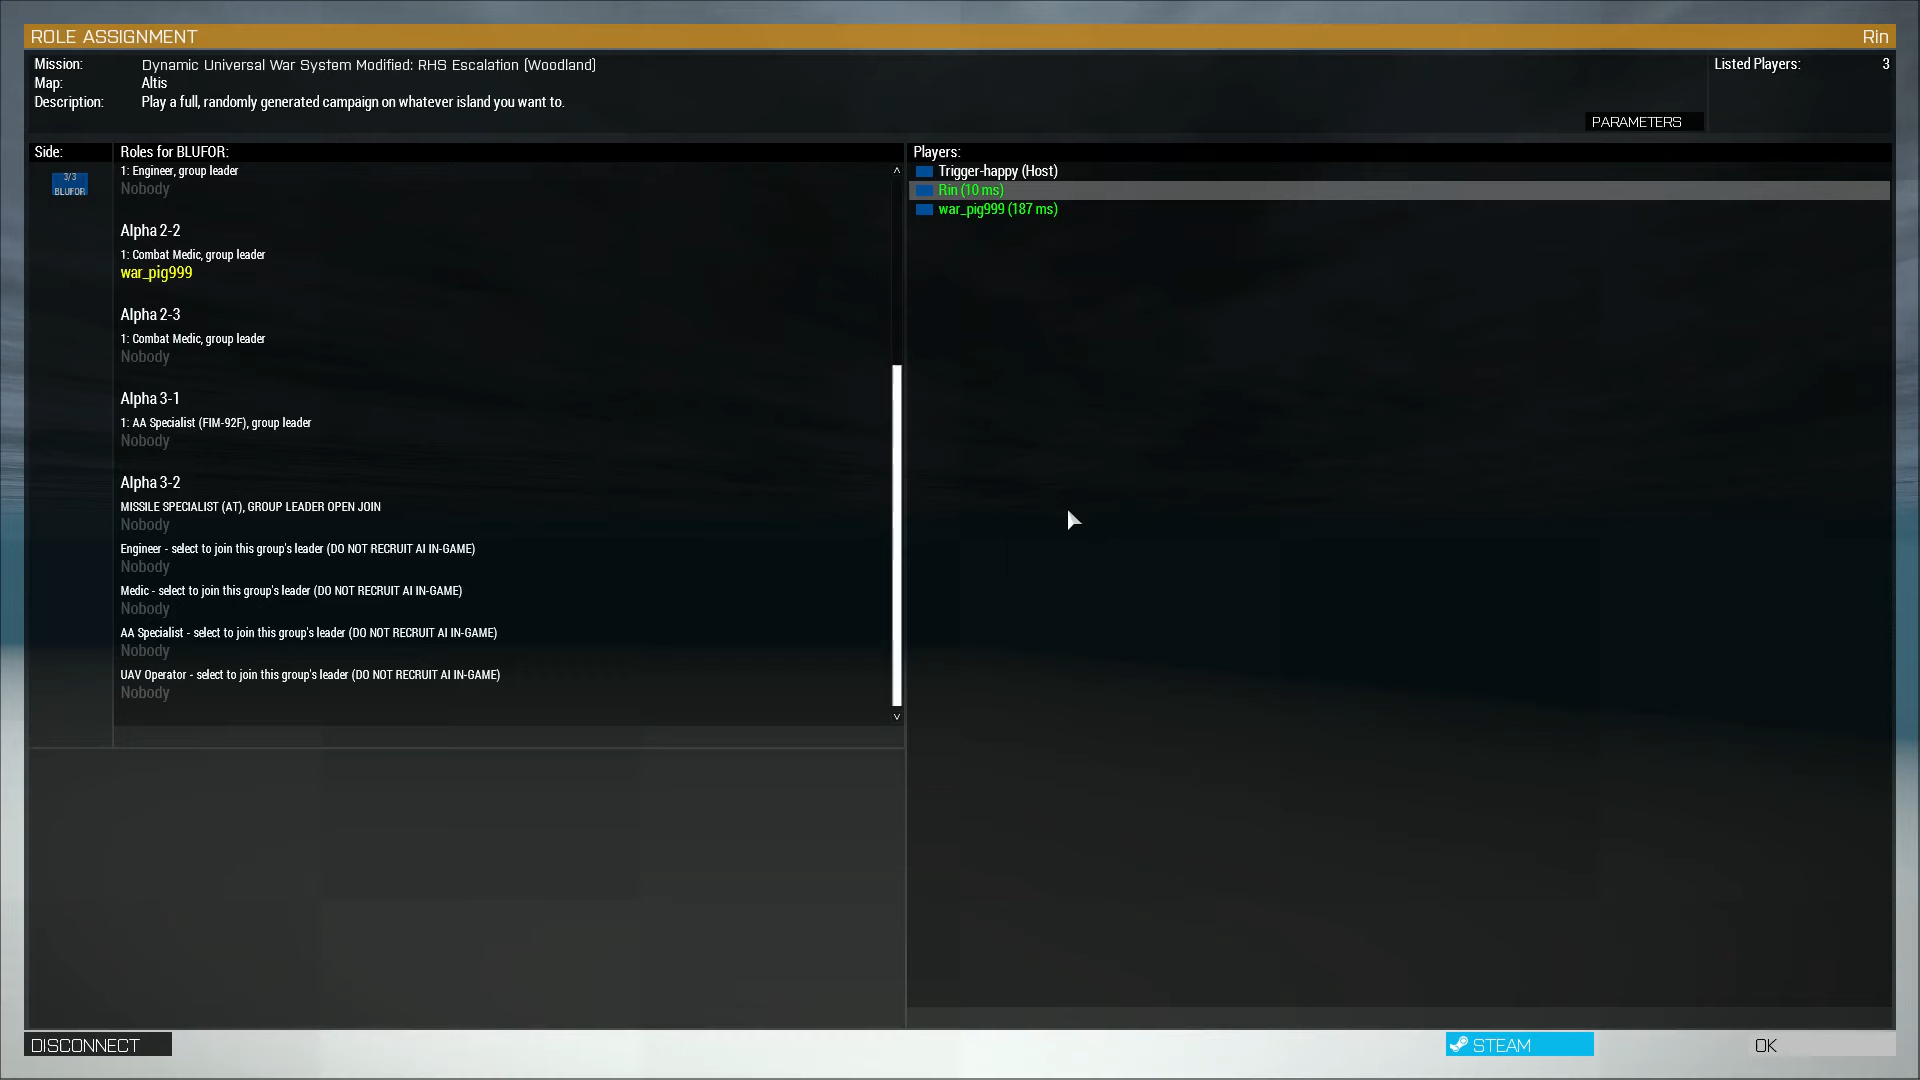 ROLE ASSIGNMENT
Rin
Mission: Dynamic Universal War System Modified: RHS Escalation (Woodland)
Map: Altis
Description: Play a full, randomly generated campaign on whatever island you want to.
Listed Players: 3
PARAMETERS
Side:
3/3
BLUFOR
Roles for BLUFOR:
1: Engineer, group leader
Nobody
Alpha 2-2
1: Combat Medic, group leader
war_pig999
Alpha 2-3
1: Combat Medic, group leader
Nobody
Alpha 3-1
1: AA Specialist (FIM-92F), group leader
Nobody
Alpha 3-2
MISSILE SPECIALIST (AT), GROUP LEADER OPEN JOIN
Nobody
Engineer - select to join this group's leader (DO NOT RECRUIT AI IN-GAME)
Nobody
Medic - select to join this group's leader (DO NOT RECRUIT AI IN-GAME)
Nobody
AA Specialist - select to join this group's leader (DO NOT RECRUIT AI IN-GAME)
Nobody
UAV Operator - select to join this group's leader (DO NOT RECRUIT AI IN-GAME)
Nobody
Players:
Trigger-happy (Host)
Rin (10 ms)
war_pig999 (187 ms)
DISCONNECT
STEAM
OK